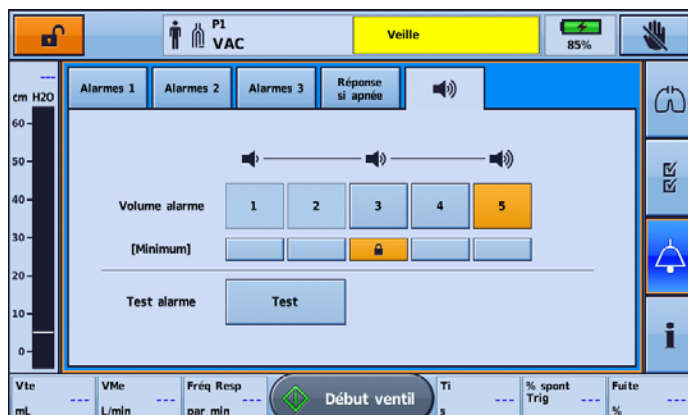 P1
VAC
Veille
85%
---
cm H2O
Alarmes 1
Alarmes 2
Alarmes 3
Réponse
si apnée
60
50
40
30
20
10
0
Volume alarme
1
2
3
4
5
[Minimum]
Test alarme
Test
Vte
---
mL
VMe
---
L/min
Fréq Resp
---
par min
Début ventil
Ti
---
s
% spont
Trig
---
Fuite
---
%